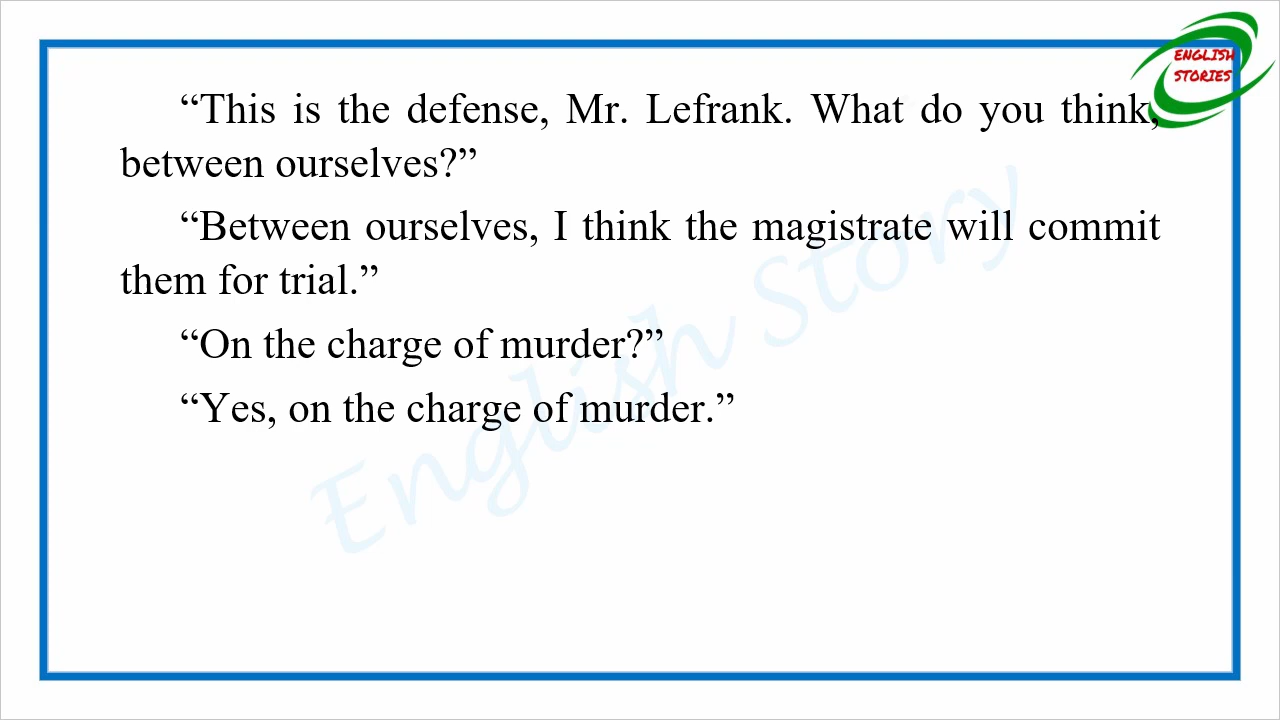 ENGLISH
STORIES
“This is the defense, Mr. Lefrank. What do you think,
between ourselves?”
“Between ourselves, I think the magistrate will commit
them for trial.”
“On the charge of murder?”
“Yes, on the charge of murder.”
English Story